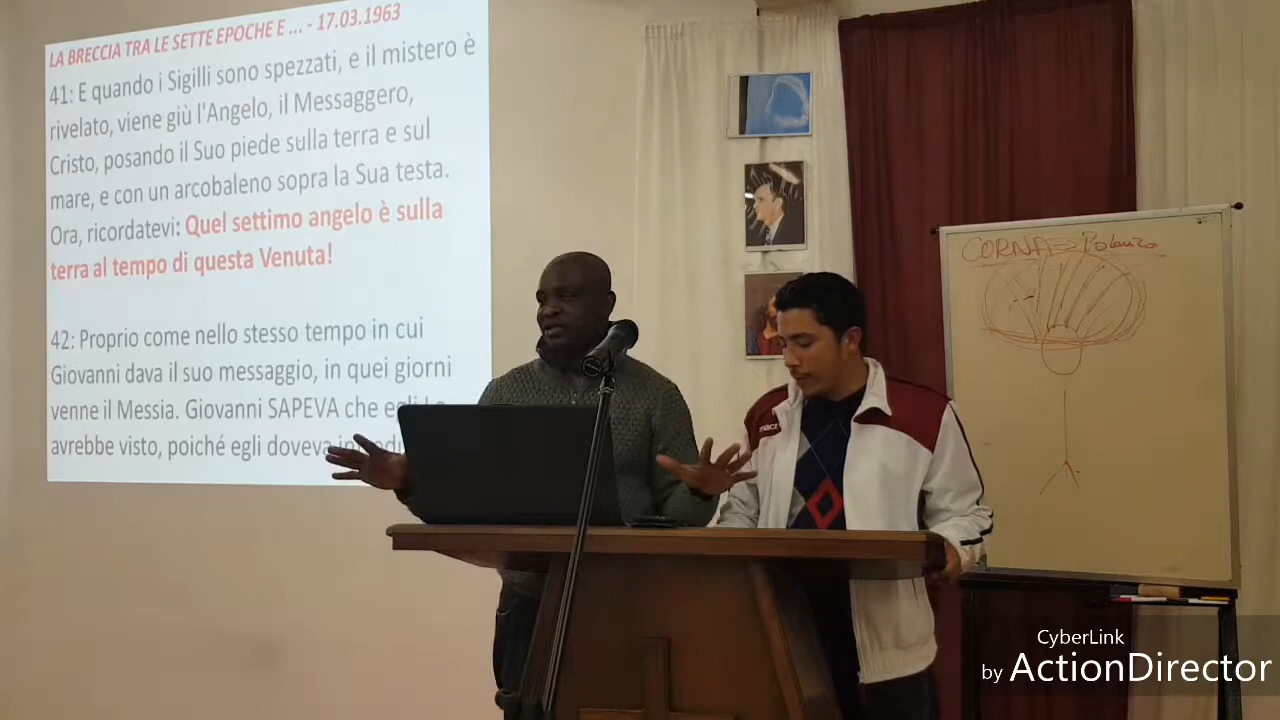 LA BRECCIA TRA LE SETTE EPOCHE E ... - 17.03.1963
41: E quando i Sigilli sono spezzati, e il mistero è
rivelato, viene giù l'Angelo, il Messaggero,
Cristo, posando il Suo piede sulla terra e sul
mare, e con un arcobaleno sopra la Sua testa.
Ora, ricordatevi: Quel settimo angelo è sulla
terra al tempo di questa Venuta!
42: Proprio come nello stesso tempo in cui
Giovanni dava il suo messaggio, in quei giorni
venne il Messia. Giovanni SAPEVA che egli
avrebbe visto, poiché egli doveva
CORNA =>
macr
CyberLink
by ActionDirector